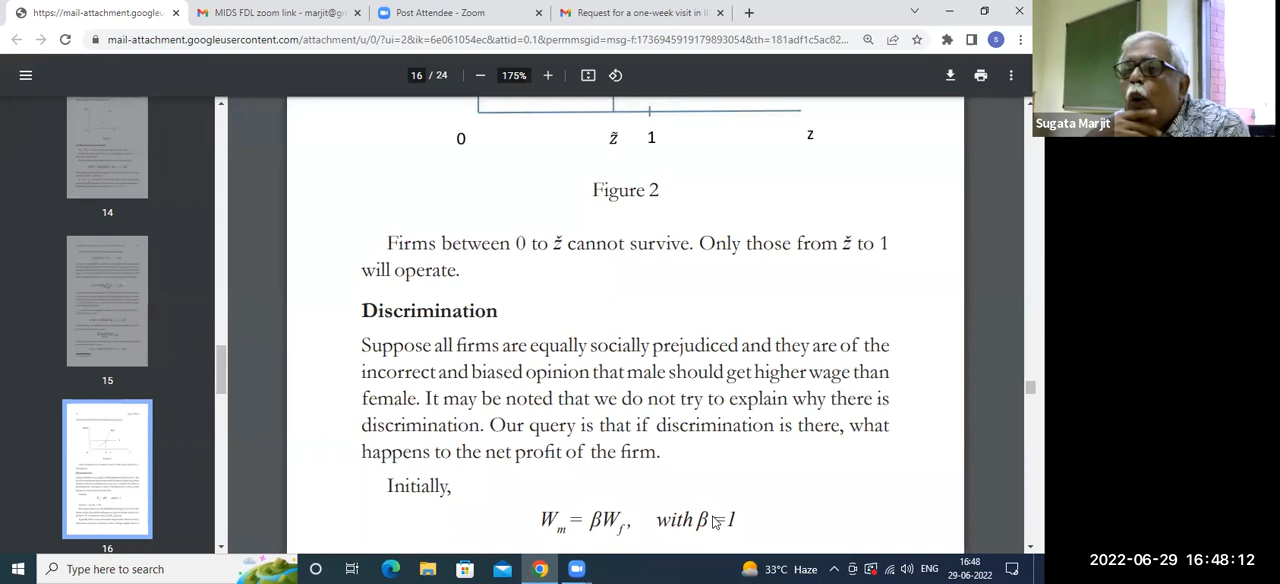 https://mail-attachment.googleu
MIDS FDL zoom link - marjit@gm
Post Attendee - Zoom
Request for a one-week visit in II
mail-attachment.googleusercontent.com/attachment/u/0/?ui=2&ik=6e061054ec&attid=0.1&permmsgid=msg-f:1736945919179893054&th=181adf1c5ac82...
16 / 24
175%
Sugata Marjit
0
z̃
1
z
Figure 2
Firms between 0 to ž cannot survive. Only those from ž to 1
will operate.
Discrimination
Suppose all firms are equally socially prejudiced and they are of the
incorrect and biased opinion that male should get higher wage than
female. It may be noted that we do not try to explain why there is
discrimination. Our query is that if discrimination is there, what
happens to the net profit of the firm.
Initially,
Wm = βWf, with β=1
14
15
16
Type here to search
33°C Haze
ENG
16:48
29-06-2022
2022-06-29 16:48:12